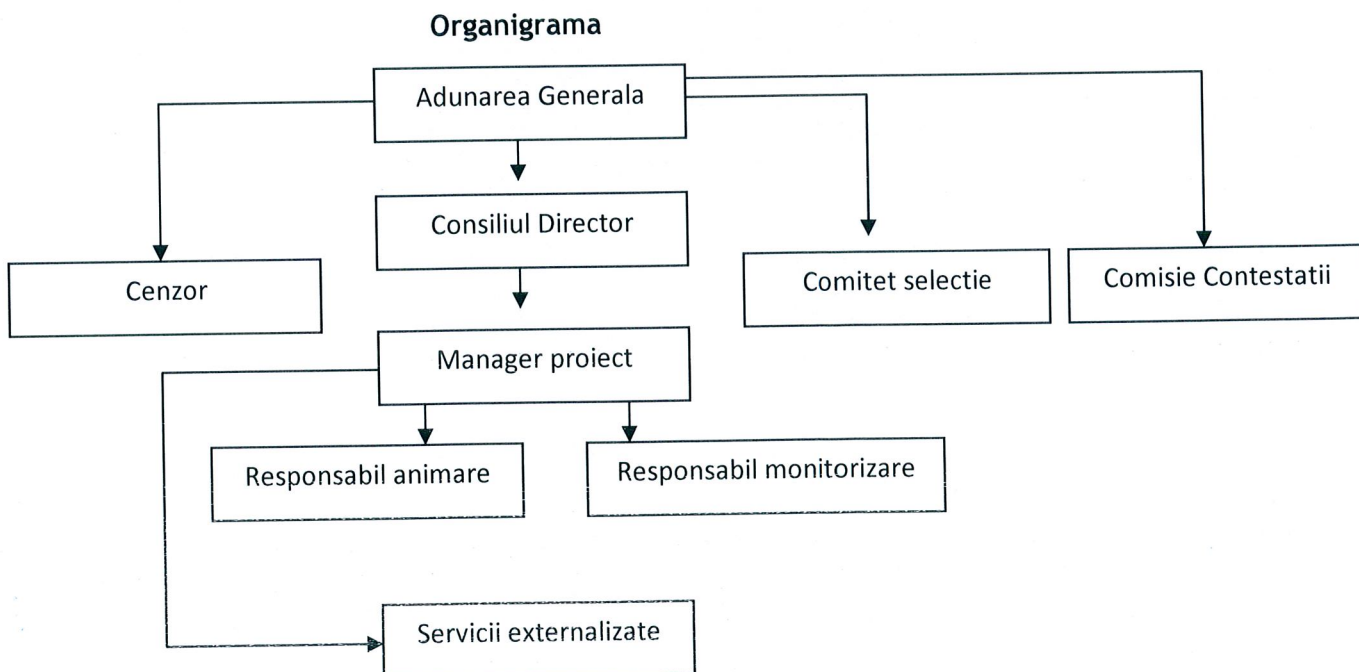 Organigrama
Adunarea Generala
Consiliul Director
Cenzor
Comitet selectie
Comisie Contestatii
Manager proiect
Responsabil animare
Responsabil monitorizare
Servicii externalizate